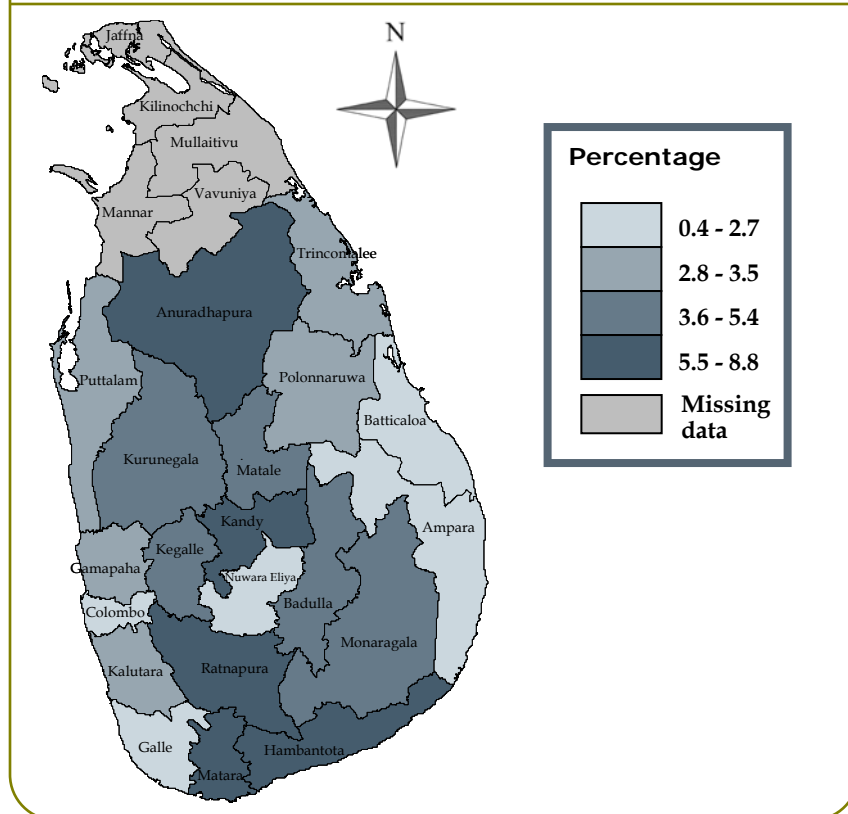 Jaffna
N
Kilinochchi
Mullaitivu
Vavuniya
Mannar
Percentage
0.4 - 2.7
2.8 - 3.5
3.6 - 5.4
5.5 - 8.8
Missing
data
Trincomalee
Anuradhapura
Puttalam
Polonnaruwa
Batticaloa
Kurunegala
Matale
Kandy
Ampara
Kegalle
Gamapaha
Nuwara Eliya
Badulla
Colombo
Monaragala
Kalutara
Ratnapura
Galle
Hambantota
Matara